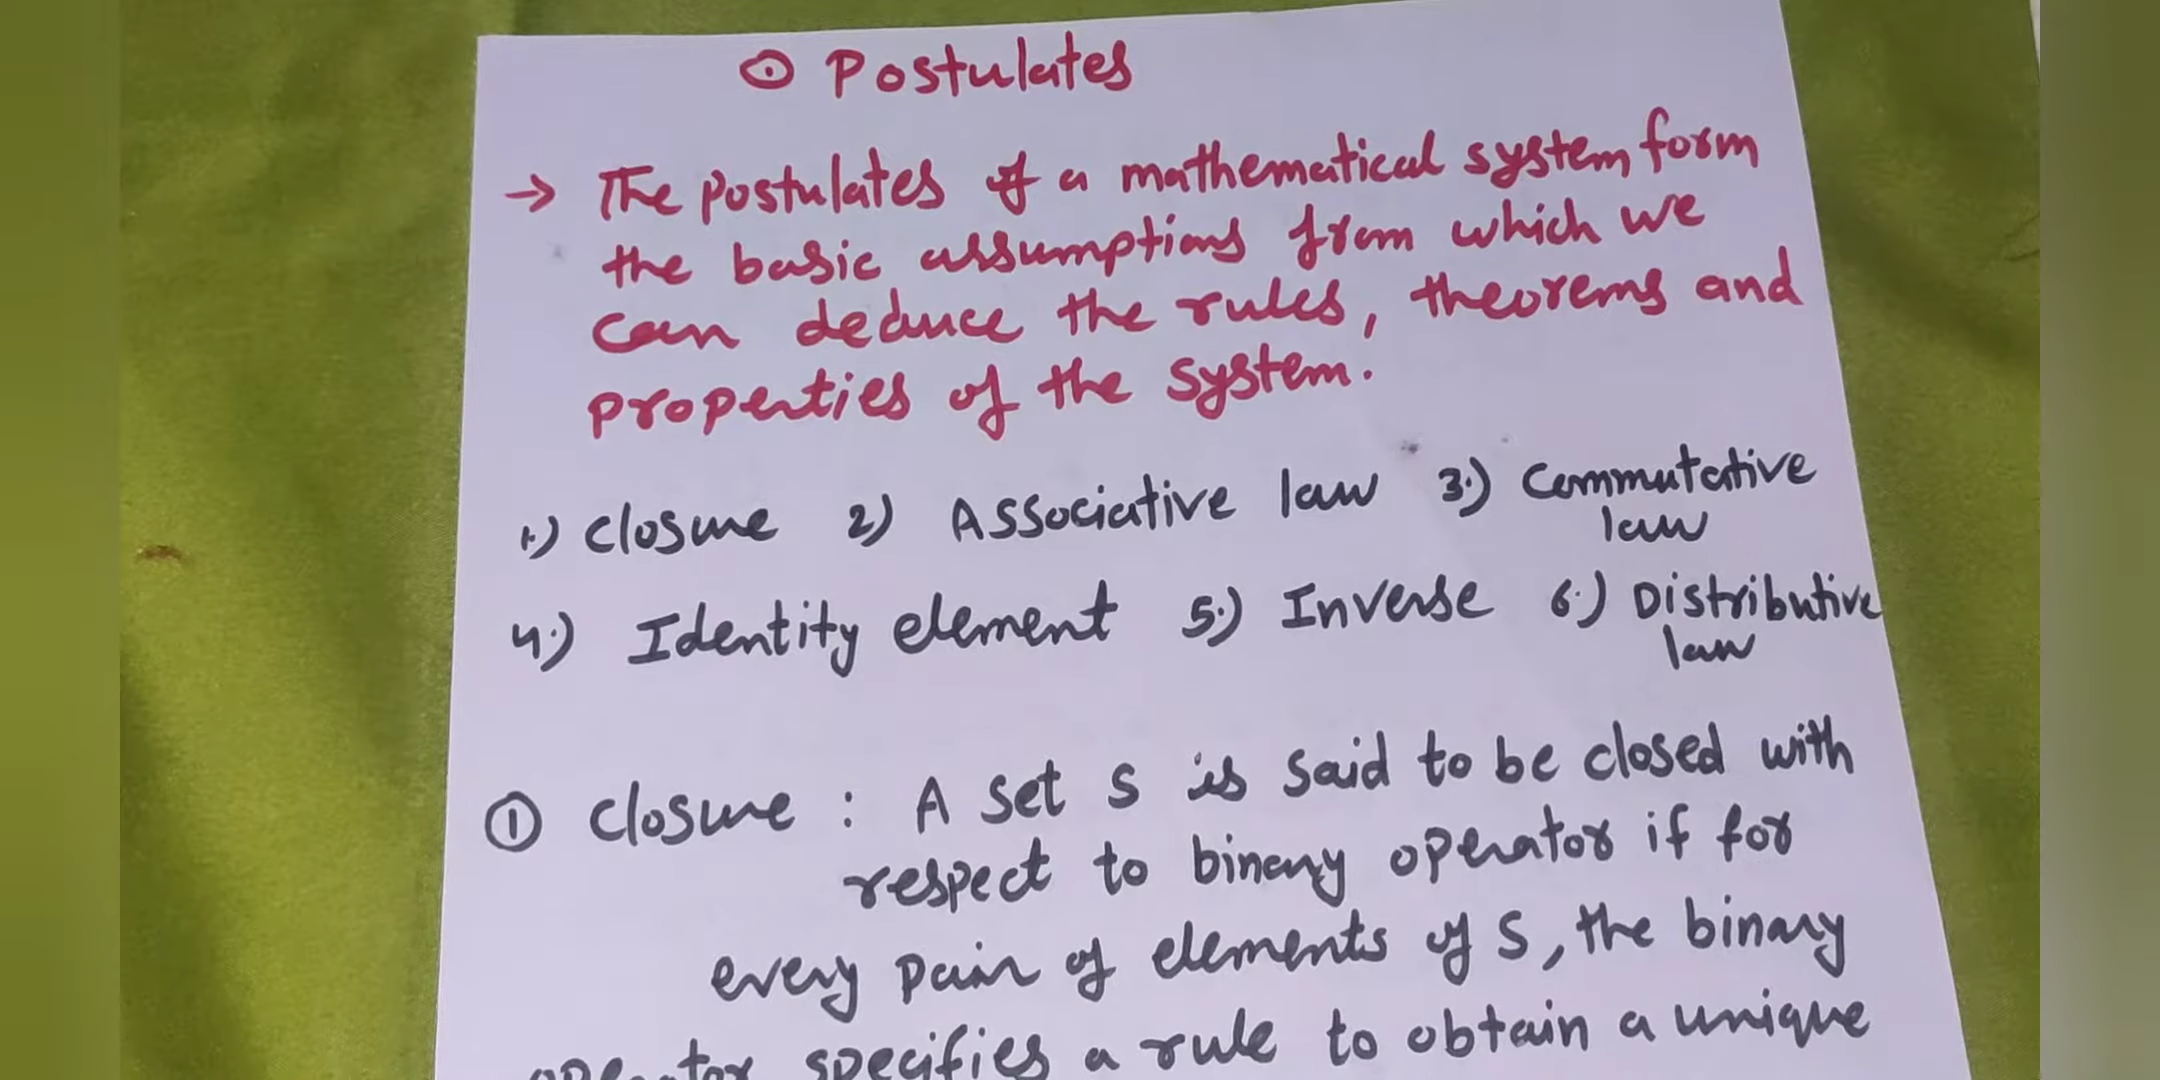 ⊙ Postulates
→ The postulates of a mathematical system form
the basic assumptions from which we
can deduce the rules, theorems and
properties of the system.
1.) Closure 2) Associative law 3.) Commutative
law
4.) Identity element 5.) Inverse 6.) Distributive
law
① Closure : A set S is said to be closed with
respect to binary operator if for
every pair of elements of S, the binary
operator specifies a rule to obtain a unique